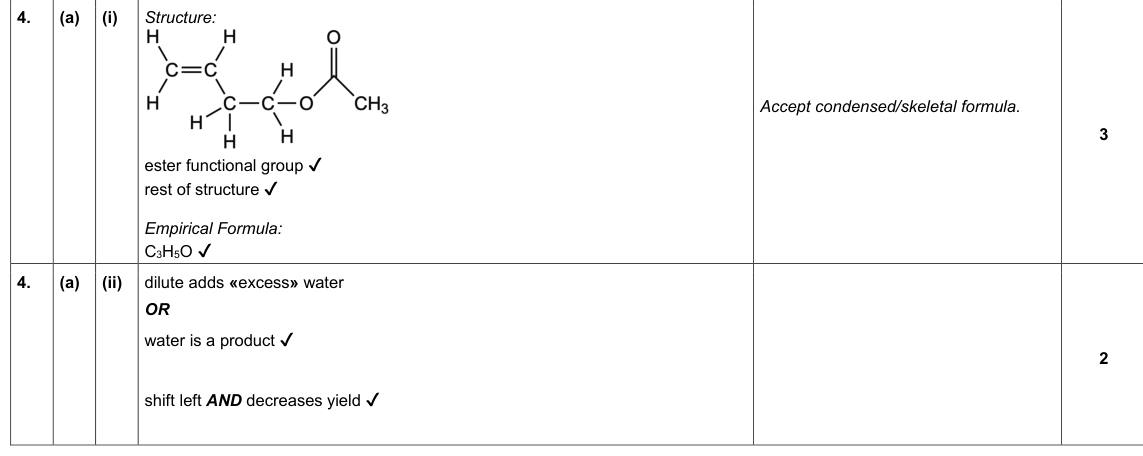 4. (a) (i) Structure:
H H O
C=C H
H C–C–O CH₃
H
H H
Accept condensed/skeletal formula.
3
ester functional group ✓
rest of structure ✓
Empirical Formula:
C₃H₅O ✓
4. (a) (ii) dilute adds «excess» water
OR
water is a product ✓
2
shift left AND decreases yield ✓